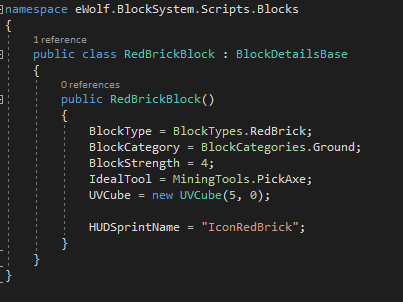 namespace eWolf.BlockSystem.Scripts.Blocks
{
1 reference
public class RedBrickBlock : BlockDetailsBase
{
0 references
public RedBrickBlock()
{
BlockType = BlockTypes.RedBrick;
BlockCategory = BlockCategories.Ground;
BlockStrength = 4;
IdealTool = MiningTools.PickAxe;
UVCube = new UVCube(5, 0);
HUDSprintName = "IconRedBrick";
}
}
}